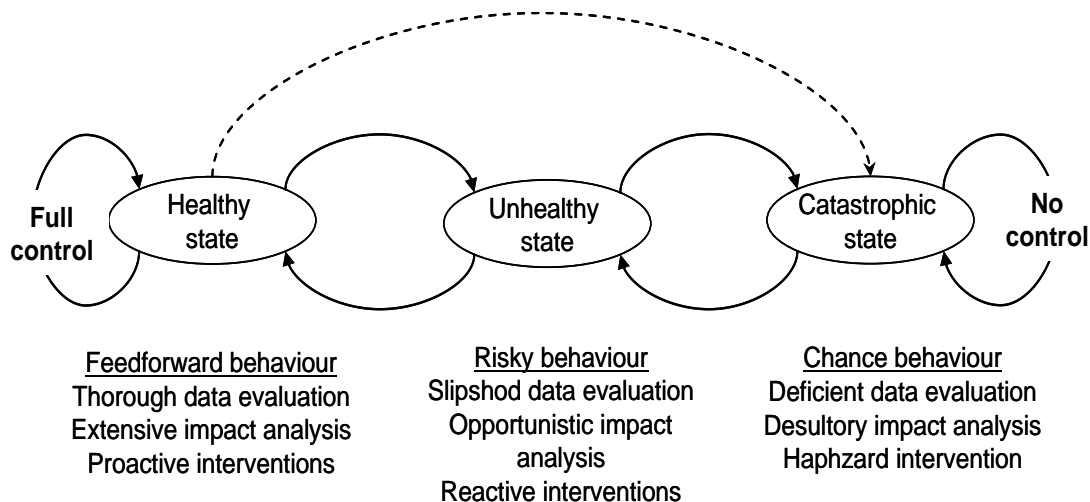 Full
control
Healthy
state
Unhealthy
state
Catastrophic
state
No
control
Feedforward behaviour
Thorough data evaluation
Extensive impact analysis
Proactive interventions
Risky behaviour
Slipshod data evaluation
Opportunistic impact
analysis
Reactive interventions
Chance behaviour
Deficient data evaluation
Desultory impact analysis
Haphzard intervention